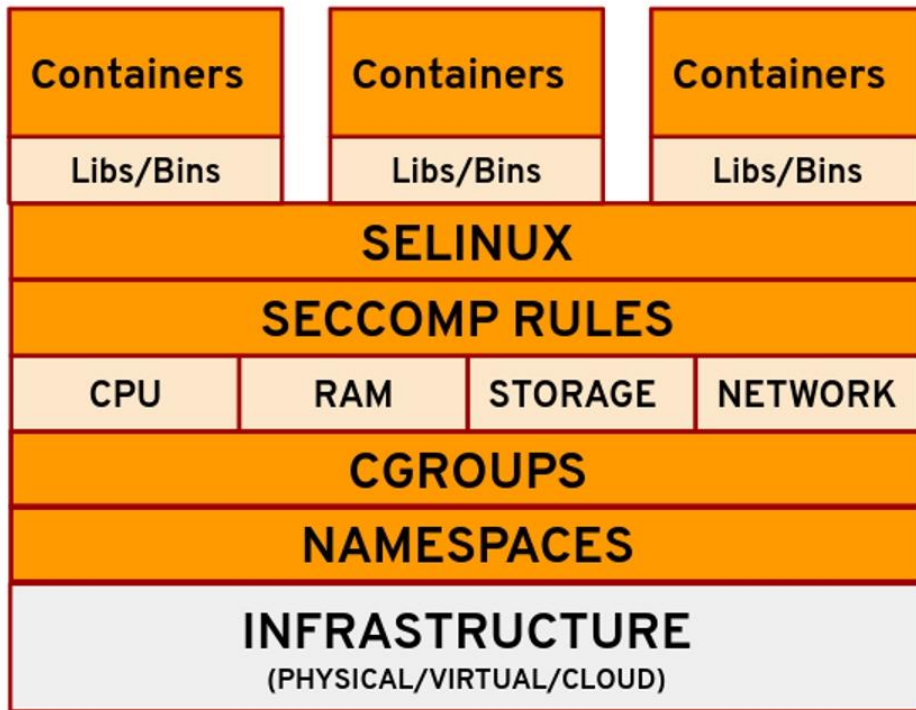 Containers Containers Containers
Libs/Bins Libs/Bins Libs/Bins
SELINUX
SECCOMP RULES
CPU RAM STORAGE NETWORK
CGROUPS
NAMESPACES
INFRASTRUCTURE
(PHYSICAL/VIRTUAL/CLOUD)